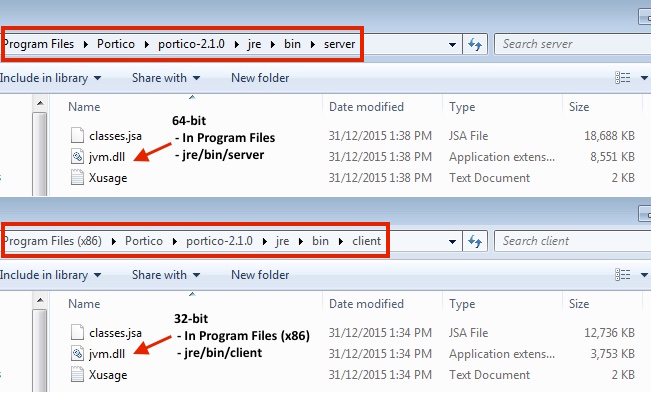 Program Files Portico portico-2.1.0 jre bin server Search server
Include in library Share with New folder
Name Date modified Type Size
64-bit
classes.jsa 31/12/2015 1:38 PM JSA File 18,688 KB
- In Program Files
jvm.dll 31/12/2015 1:38 PM Application extens... 8,551 KB
- jre/bin/server
Xusage 31/12/2015 1:38 PM Text Document 2 KB
Program Files (x86) Portico portico-2.1.0 jre bin client Search client
Include in library Share with New folder
Name Date modified Type Size
32-bit
classes.jsa 31/12/2015 1:34 PM JSA File 12,736 KB
- In Program Files (x86)
jvm.dll 31/12/2015 1:34 PM Application extens... 3,753 KB
- jre/bin/client
Xusage 31/12/2015 1:34 PM Text Document 2 KB